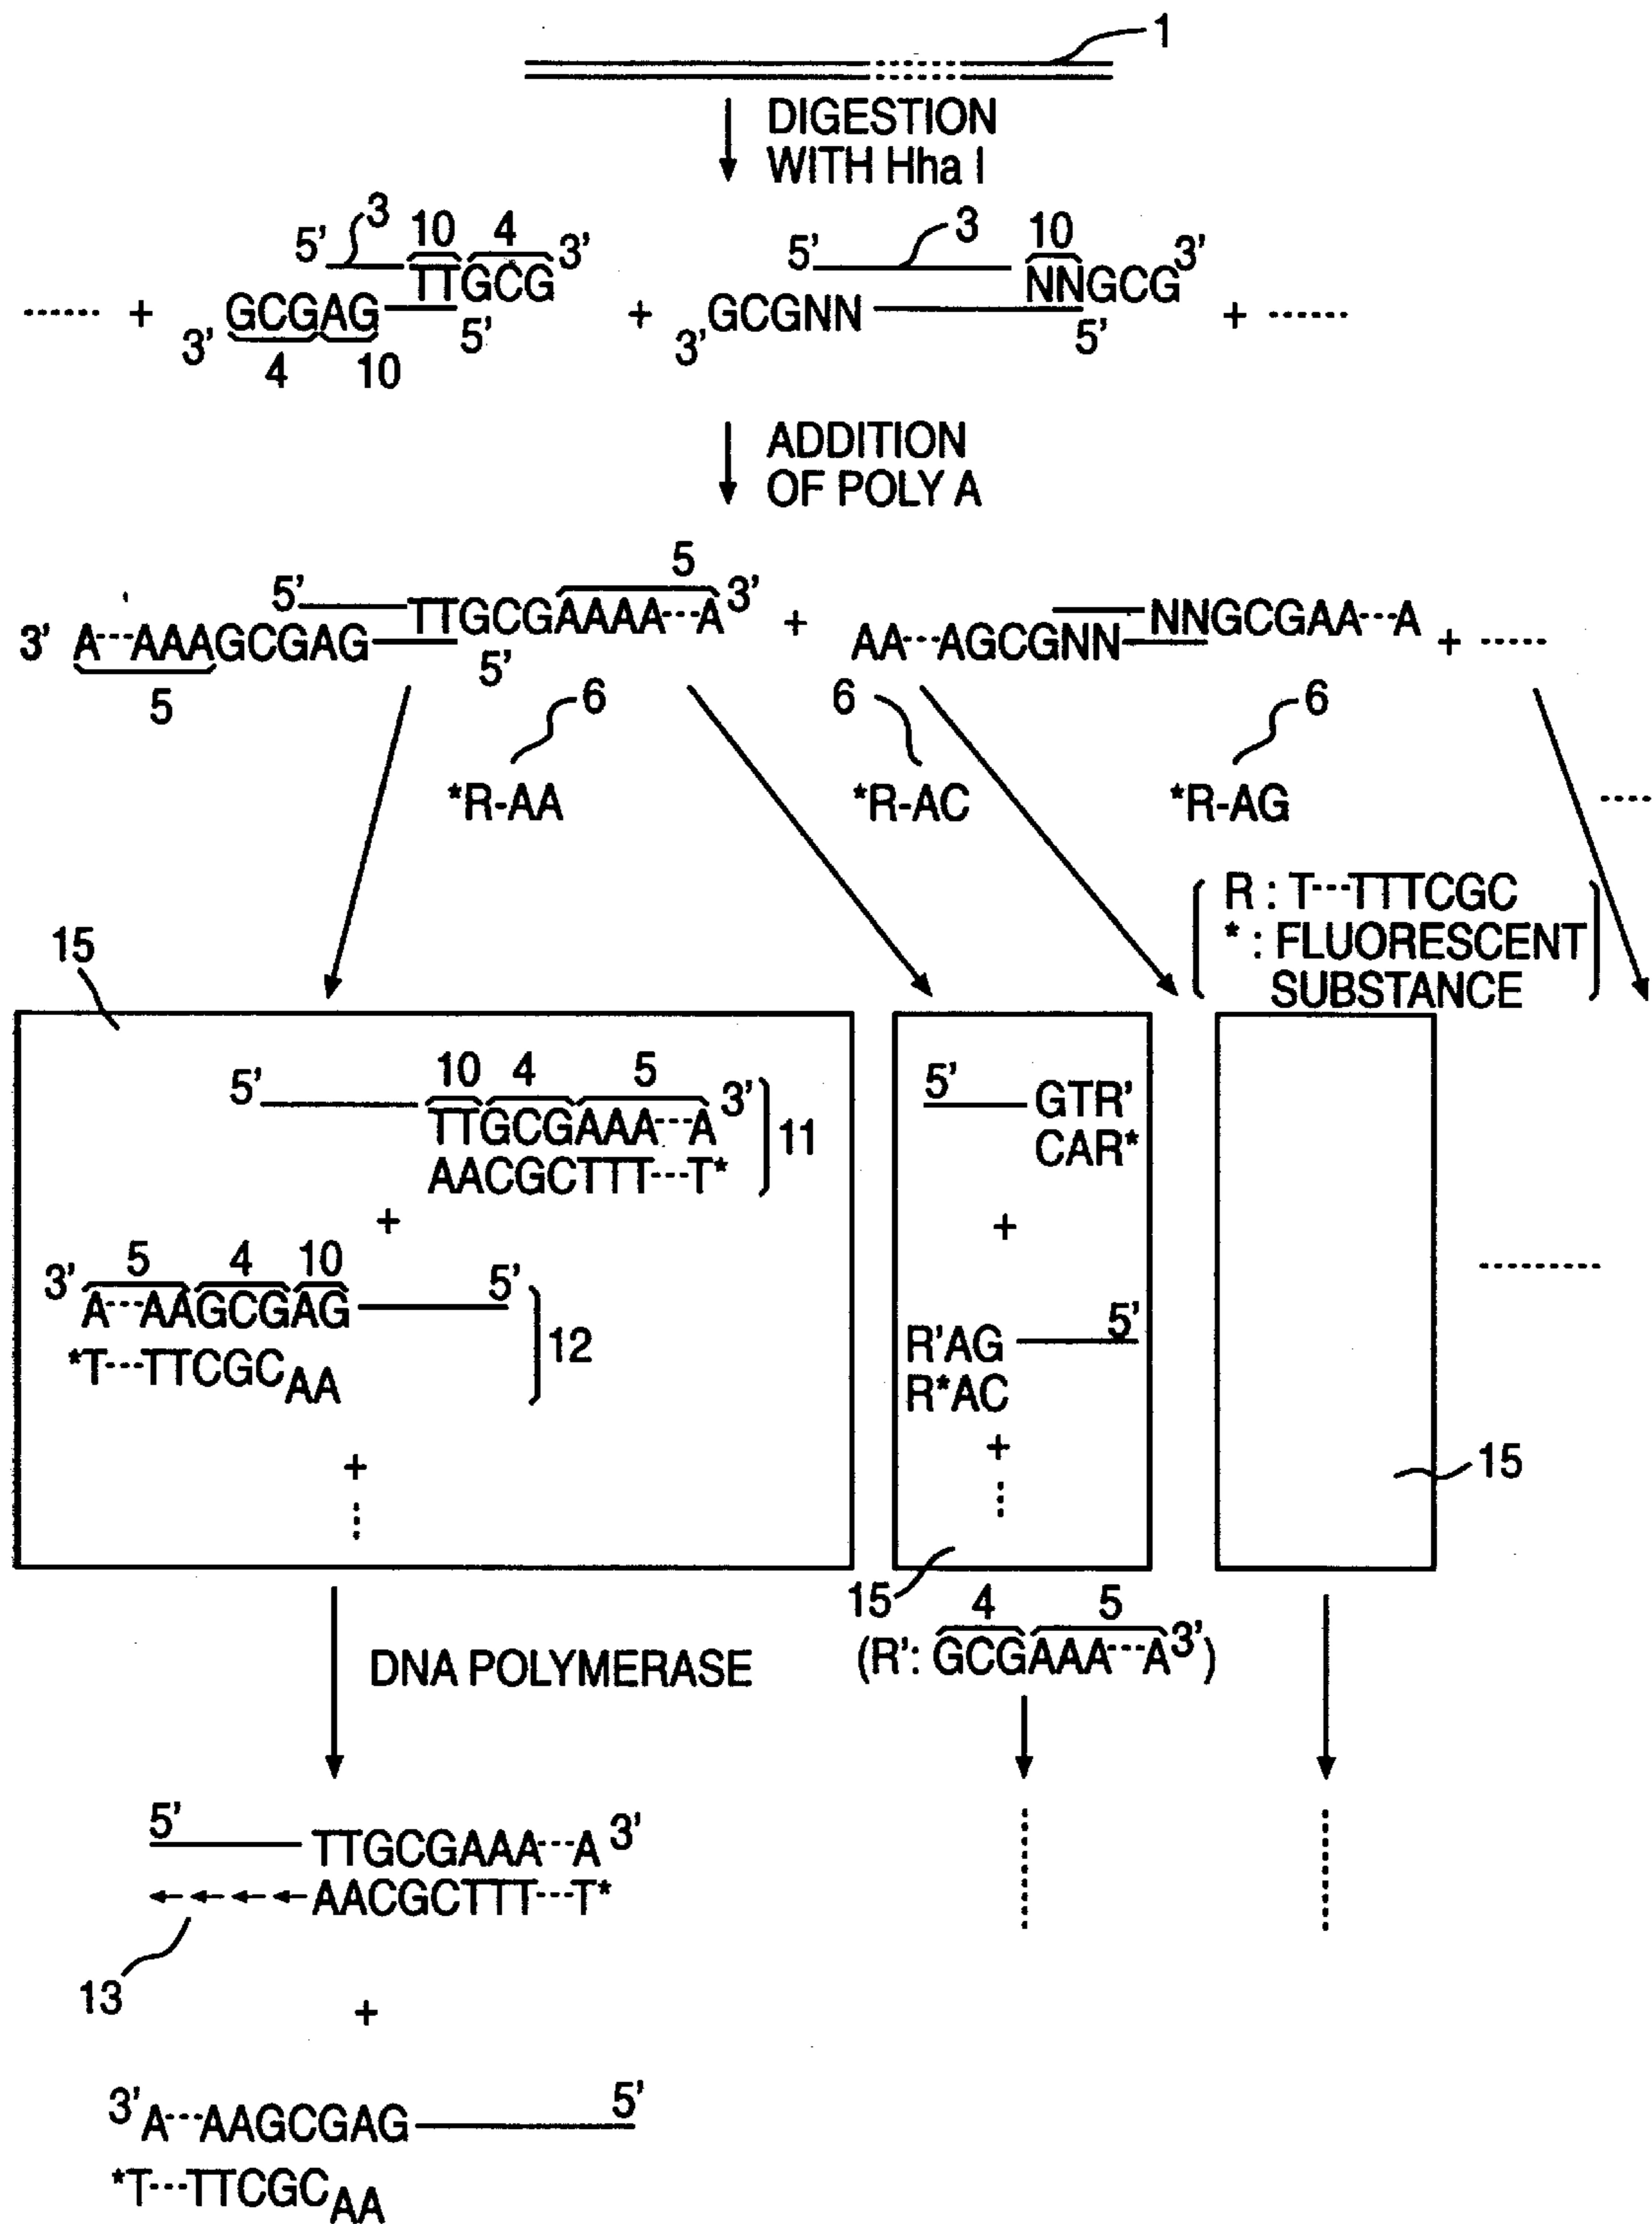 1
DIGESTION
WITH Hha I
5' 3 10 4 3'
TTGCG
3' GCGAG 5'
4 10
5' 3 10 3'
NNGCG
3' GCGNN 5'
...... + + + ......
ADDITION
OF POLY A
5' TTGCGAAAA---A 3'
5
3' A---AAAGCGAG 5'
5
+
NNGCGAA---A
AA---AGCGNN
+ .....
6 6 6
*R-AA *R-AC *R-AG ....
R : T---TTTCGC
* : FLUORESCENT
SUBSTANCE
15
10 4 5
5' TTGCGAAA---A 3'
AACGCTTT---T*
11
+
5 4 10
3' A---AAGCGAG 5'
*T---TTCGCAA
12
+
5' GTR'
CAR*
+
R'AG 5'
R*AC
+
15
15
........
4 5
(R': GCGAAA---A3')
DNA POLYMERASE
5' TTGCGAAA---A 3'
AACGCTTT---T*
13
+
3' A---AAGCGAG 5'
*T---TTCGCAA